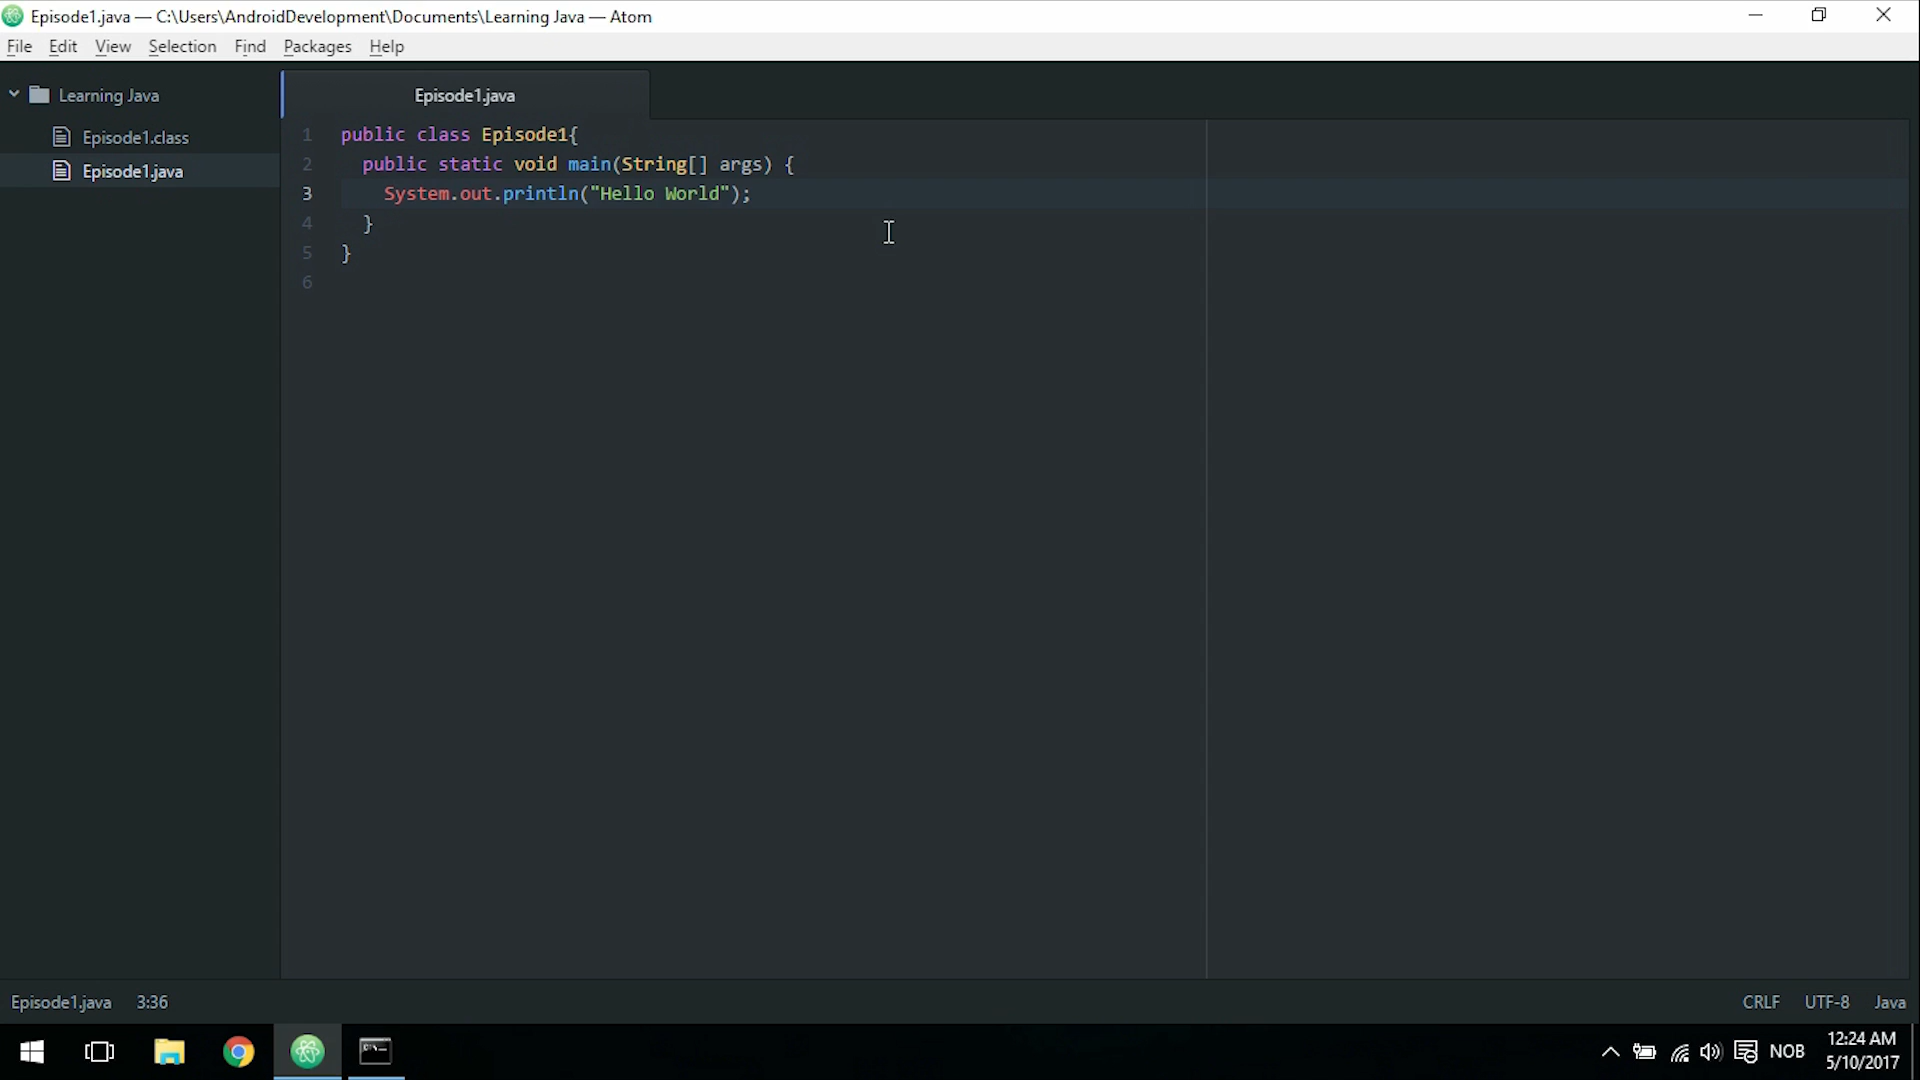 Episode1.java — C:\Users\AndroidDevelopment\Documents\Learning Java — Atom
File Edit View Selection Find Packages Help
Learning Java
Episode1.class
Episode1.java
Episode1.java
1 public class Episode1{
2 public static void main(String[] args) {
3 System.out.println("Hello World");
4 }
5 }
6
Episode1.java 3:36
CRLF UTF-8 Java
NOB
12:24 AM
5/10/2017